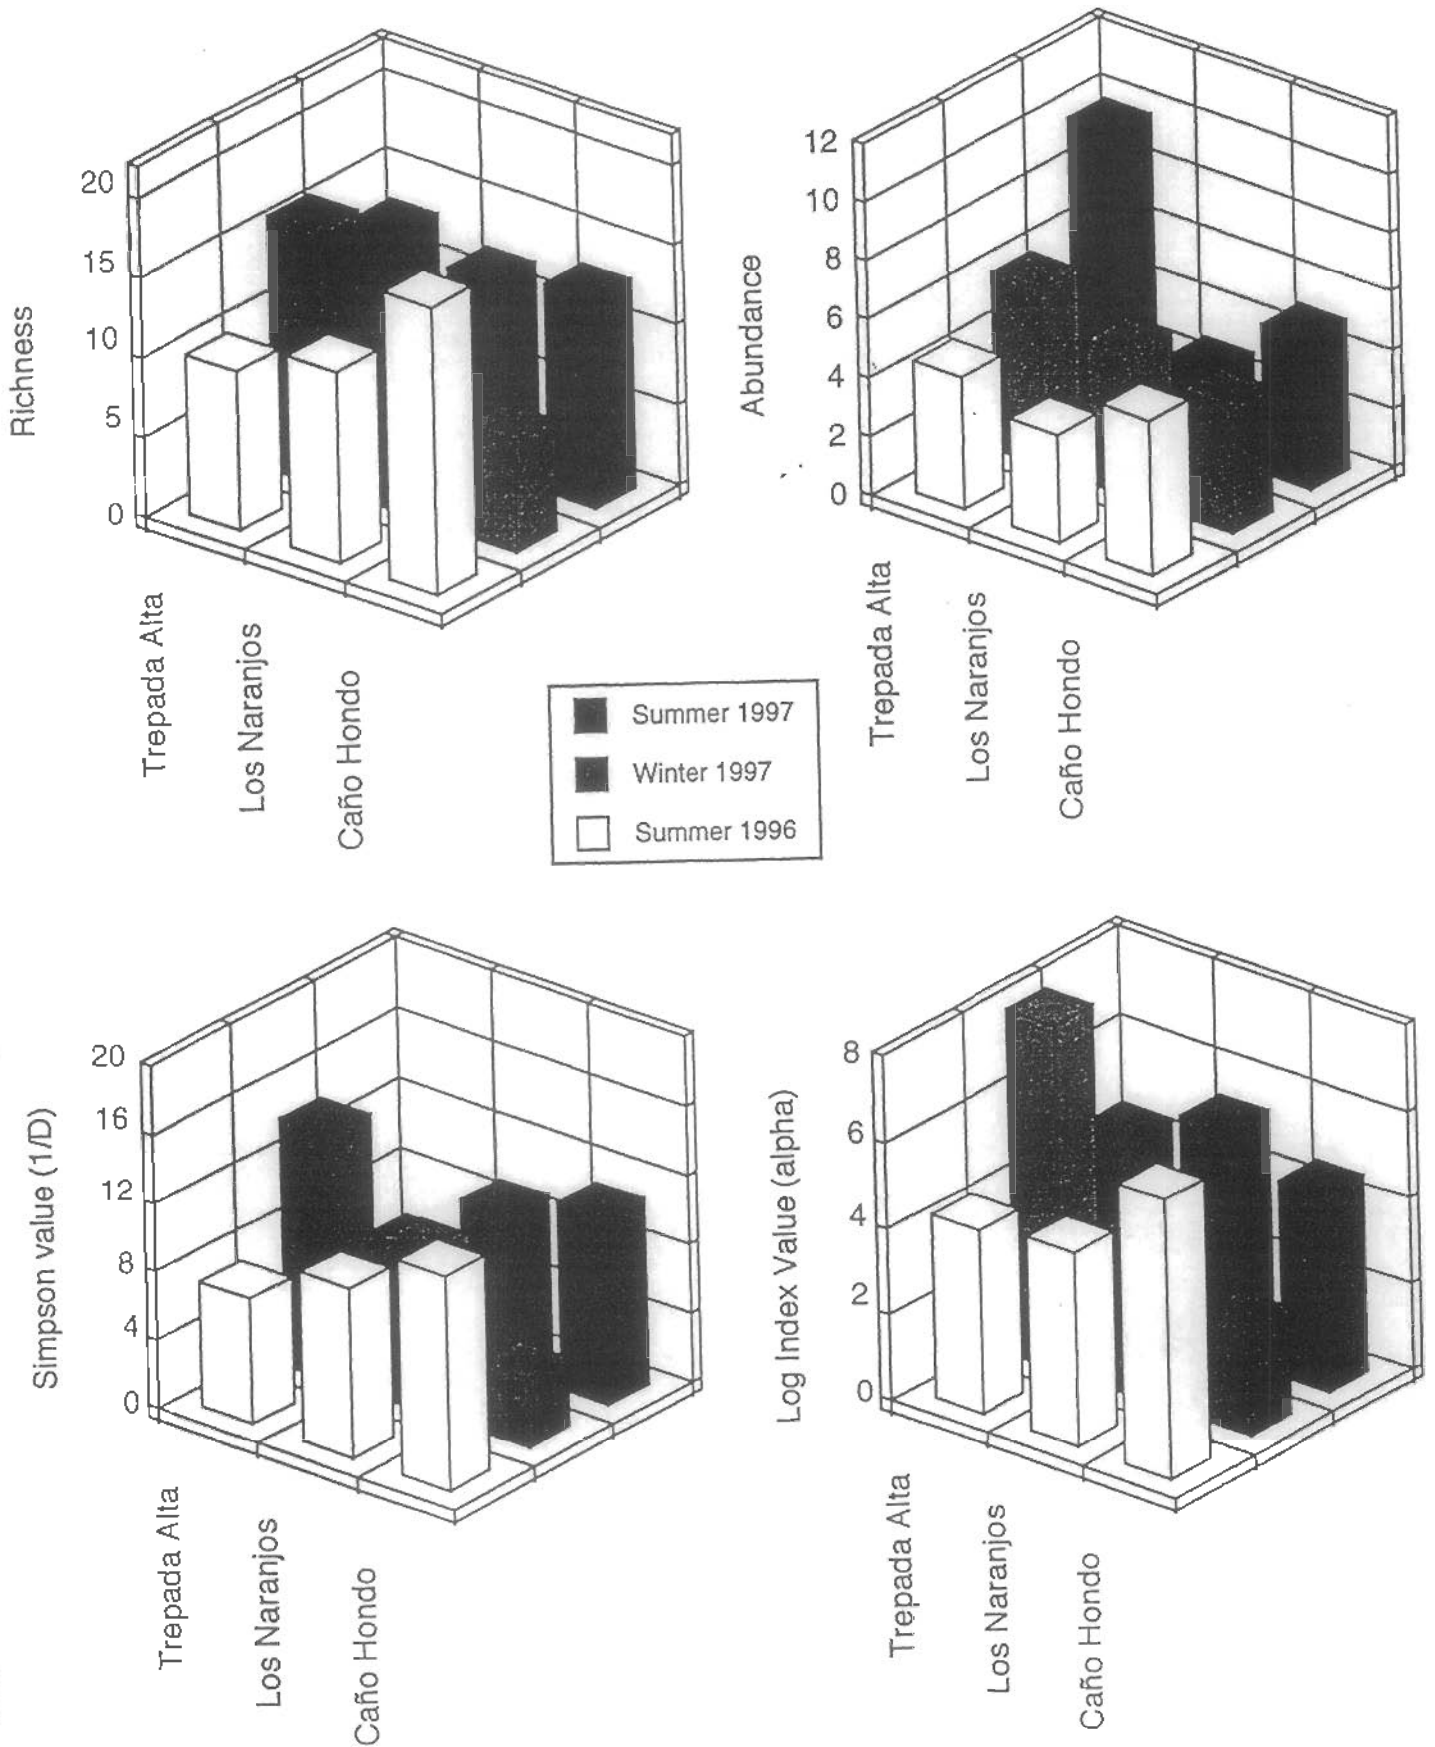 Richness
20
15
10
5
0
Trepada Alta
Los Naranjos
Caño Hondo
Abundance
12
10
8
6
4
2
0
Trepada Alta
Los Naranjos
Caño Hondo
Summer 1997
Winter 1997
Summer 1996
Simpson value (1/D)
20
16
12
8
4
0
Trepada Alta
Los Naranjos
Caño Hondo
Log Index Value (alpha)
8
6
4
2
0
Trepada Alta
Los Naranjos
Caño Hondo